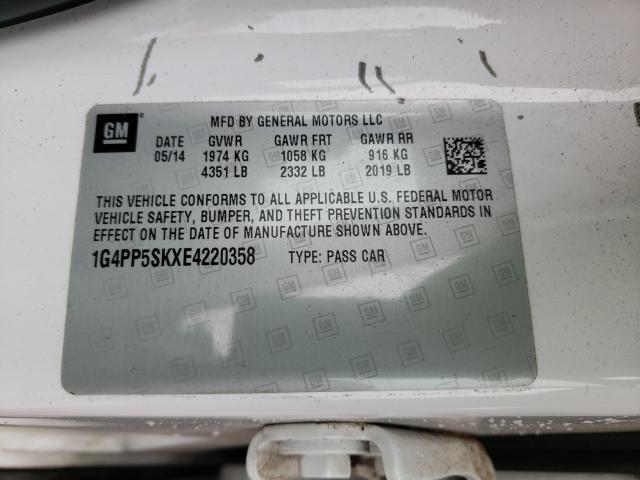 GM
MFD BY GENERAL MOTORS LLC
DATE GVWR GAWR FRT GAWR RR
05/14 1974 KG 1058 KG 916 KG
4351 LB 2332 LB 2019 LB
THIS VEHICLE CONFORMS TO ALL APPLICABLE U.S. FEDERAL MOTOR
VEHICLE SAFETY, BUMPER, AND THEFT PREVENTION STANDARDS IN
EFFECT ON THE DATE OF MANUFACTURE SHOWN ABOVE.
1G4PP5SKXE4220358 TYPE: PASS CAR